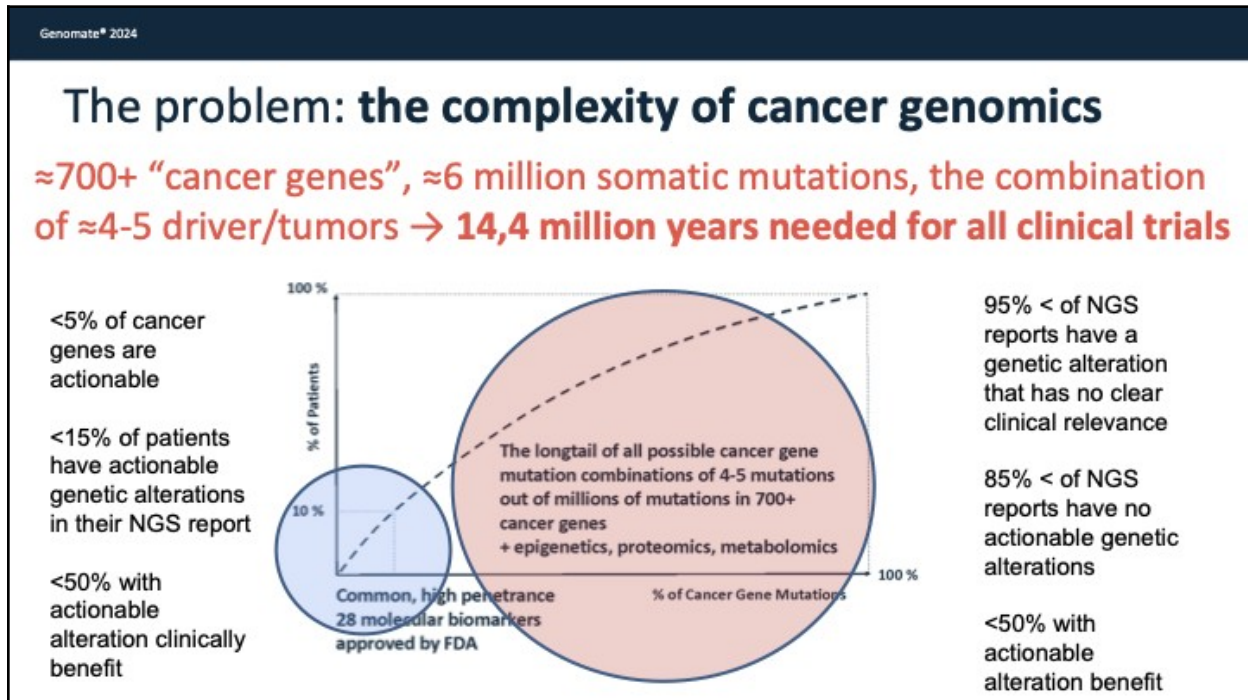 Genomate® 2024
The problem: the complexity of cancer genomics
≈700+ “cancer genes”, ≈6 million somatic mutations, the combination
of ≈4-5 driver/tumors → 14,4 million years needed for all clinical trials
<5% of cancer
genes are
actionable
<15% of patients
have actionable
genetic alterations
in their NGS report
<50% with
actionable
alteration clinically
benefit
100 %
% of Patients
10 %
The longtail of all possible cancer gene
mutation combinations of 4-5 mutations
out of millions of mutations in 700+
cancer genes
+ epigenetics, proteomics, metabolomics
100 %
% of Cancer Gene Mutations
Common, high penetrance
28 molecular biomarkers
approved by FDA
95% < of NGS
reports have a
genetic alteration
that has no clear
clinical relevance
85% < of NGS
reports have no
actionable genetic
alterations
<50% with
actionable
alteration benefit